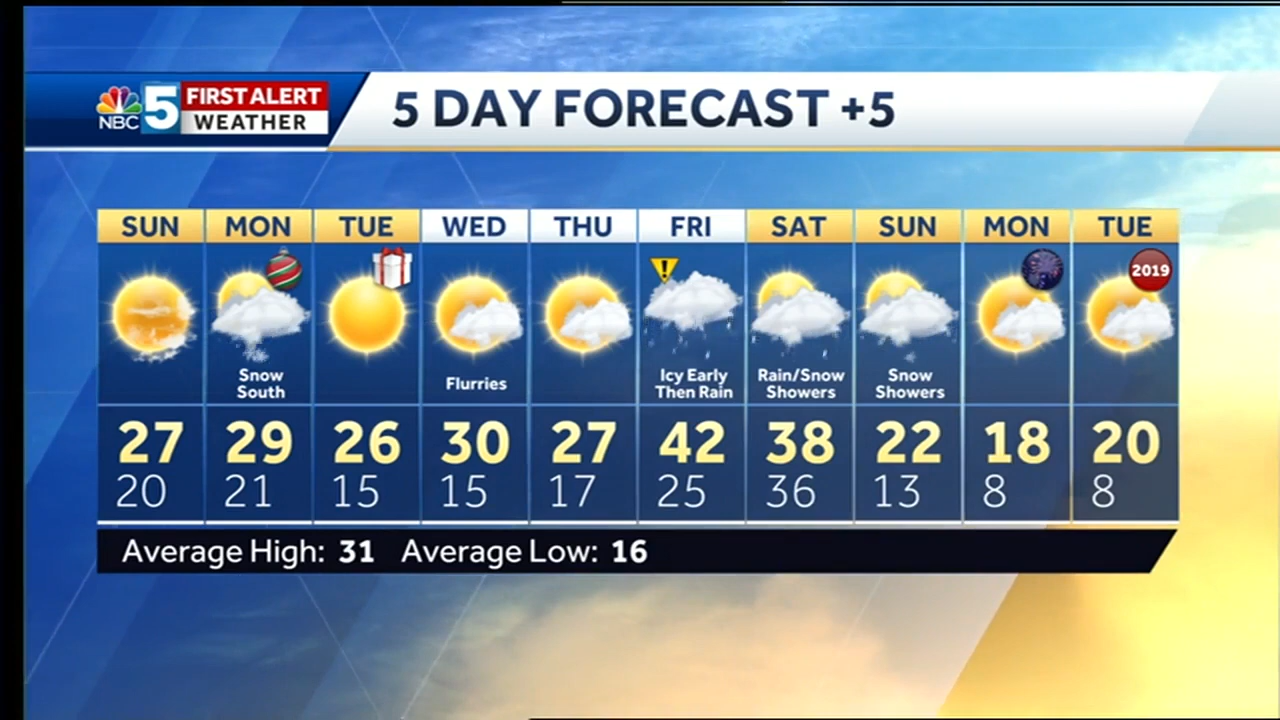 NBC 5 FIRST ALERT WEATHER
5 DAY FORECAST +5
SUN MON TUE WED THU FRI SAT SUN MON TUE
! 2019
Snow South Flurries Icy Early Then Rain Rain/Snow Showers Snow Showers
27 29 26 30 27 42 38 22 18 20
20 21 15 15 17 25 36 13 8 8
Average High: 31 Average Low: 16